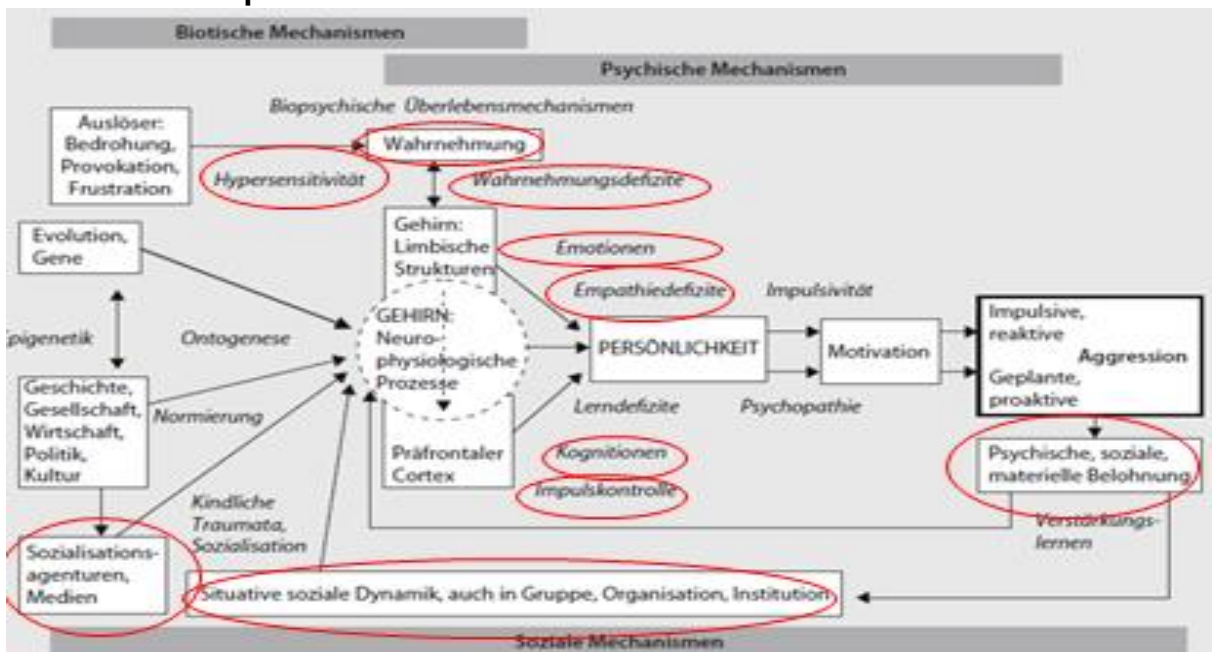 Biotische Mechanismen
Psychische Mechanismen
Biopsychische Überlebensmechanismen
Auslöser:
Bedrohung,
Provokation,
Frustration
Wahrnehmung
Hypersensitivität
Wahrnehmungsdefizite
Evolution,
Gene
Gehirn:
Limbische
Strukturen
Emotionen
Empathiedefizite
Impulsivität
pigenetik
Ontogenese
GEHIRN:
Neuro-
physiologische
Prozesse
PERSÖNLICHKEIT
Motivation
Impulsive,
reaktive
Aggression
Geplante,
proaktive
Geschichte,
Gesellschaft,
Wirtschaft,
Politik,
Kultur
Normierung
Lerndefizite
Psychopathie
Präfrontaler
Cortex
Kognitionen
Impulskontrolle
Psychische, soziale,
materielle Belohnung
Kindliche
Traumata,
Sozialisation
Verstärkungs-
lernen
Sozialisations-
agenturen,
Medien
Situative soziale Dynamik, auch in Gruppe, Organisation, Institution
Soziale Mechanismen